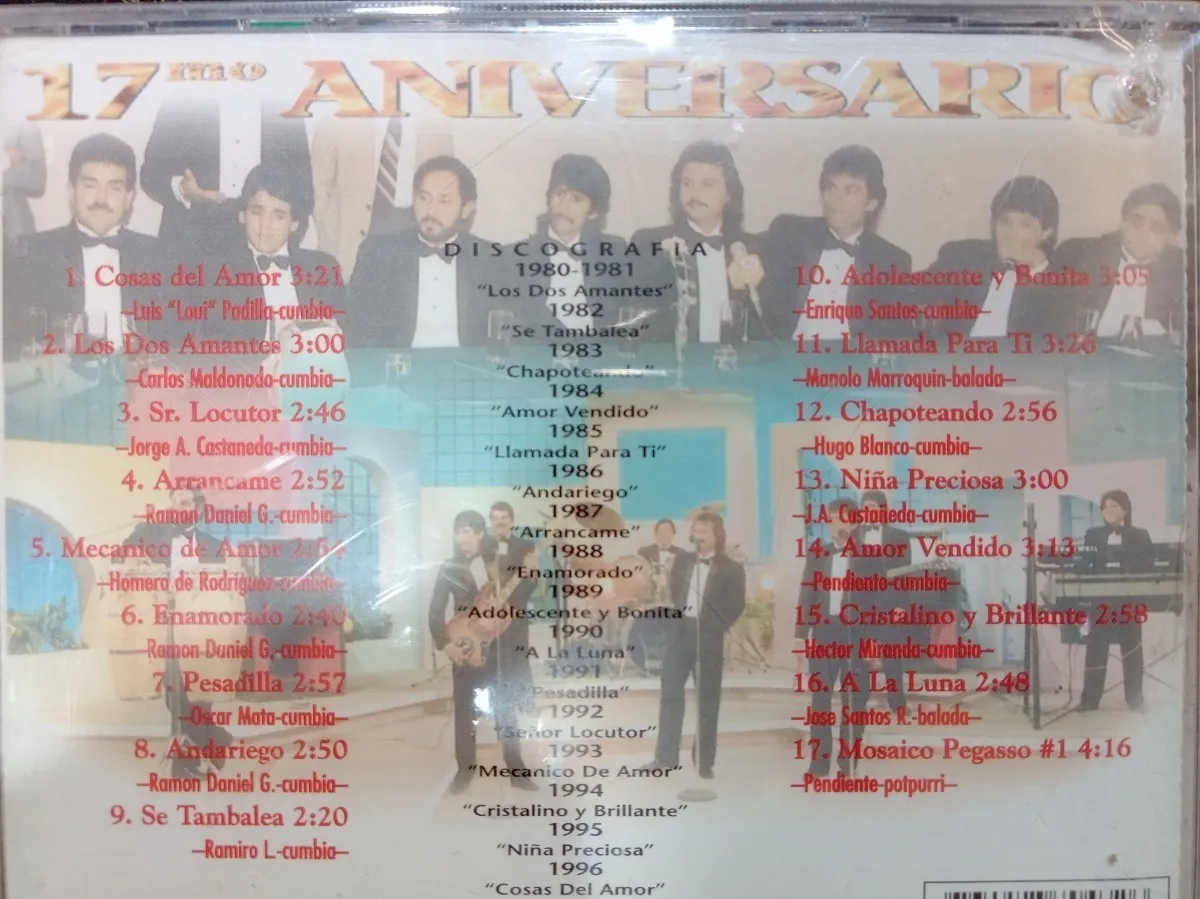 17mo ANIVERSARIO
1. Cosas del Amor 3:21
-Luis "Loui" Padilla-cumbia-
2. Los Dos Amantes 3:00
-Carlos Maldonado-cumbia-
3. Sr. Locutor 2:46
-Jorge A. Castaneda-cumbia-
4. Arrancame 2:52
-Ramon Daniel G.-cumbia-
5. Mecanico de Amor 2:54
-Homero de Rodriguez-cumbia-
6. Enamorado 2:40
-Ramon Daniel G.-cumbia-
7. Pesadilla 2:57
-Oscar Mata-cumbia-
8. Andariego 2:50
-Ramon Daniel G.-cumbia-
9. Se Tambalea 2:20
-Ramiro L.-cumbia-
DISCOGRAFIA
1980-1981
"Los Dos Amantes"
1982
"Se Tambalea"
1983
"Chapoteando"
1984
"Amor Vendido"
1985
"Llamada Para Ti"
1986
"Andariego"
1987
"Arrancame"
1988
"Enamorado"
1989
"Adolescente y Bonita"
1990
"A La Luna"
1991
"Pesadilla"
1992
"Señor Locutor"
1993
"Mecanico De Amor"
1994
"Cristalino y Brillante"
1995
"Niña Preciosa"
1996
"Cosas Del Amor"
10. Adolescente y Bonita 3:05
-Enrique Santos-cumbia-
11. Llamada Para Ti 3:26
-Manolo Marroquin-balada-
12. Chapoteando 2:56
-Hugo Blanco-cumbia-
13. Niña Preciosa 3:00
-J.A. Castañeda-cumbia-
14. Amor Vendido 3:13
-Pendiente-cumbia-
15. Cristalino y Brillante 2:58
-Hector Miranda-cumbia-
16. A La Luna 2:48
-Jose Santos R.-balada-
17. Mosaico Pegasso #1 4:16
-Pendiente-potpurri-